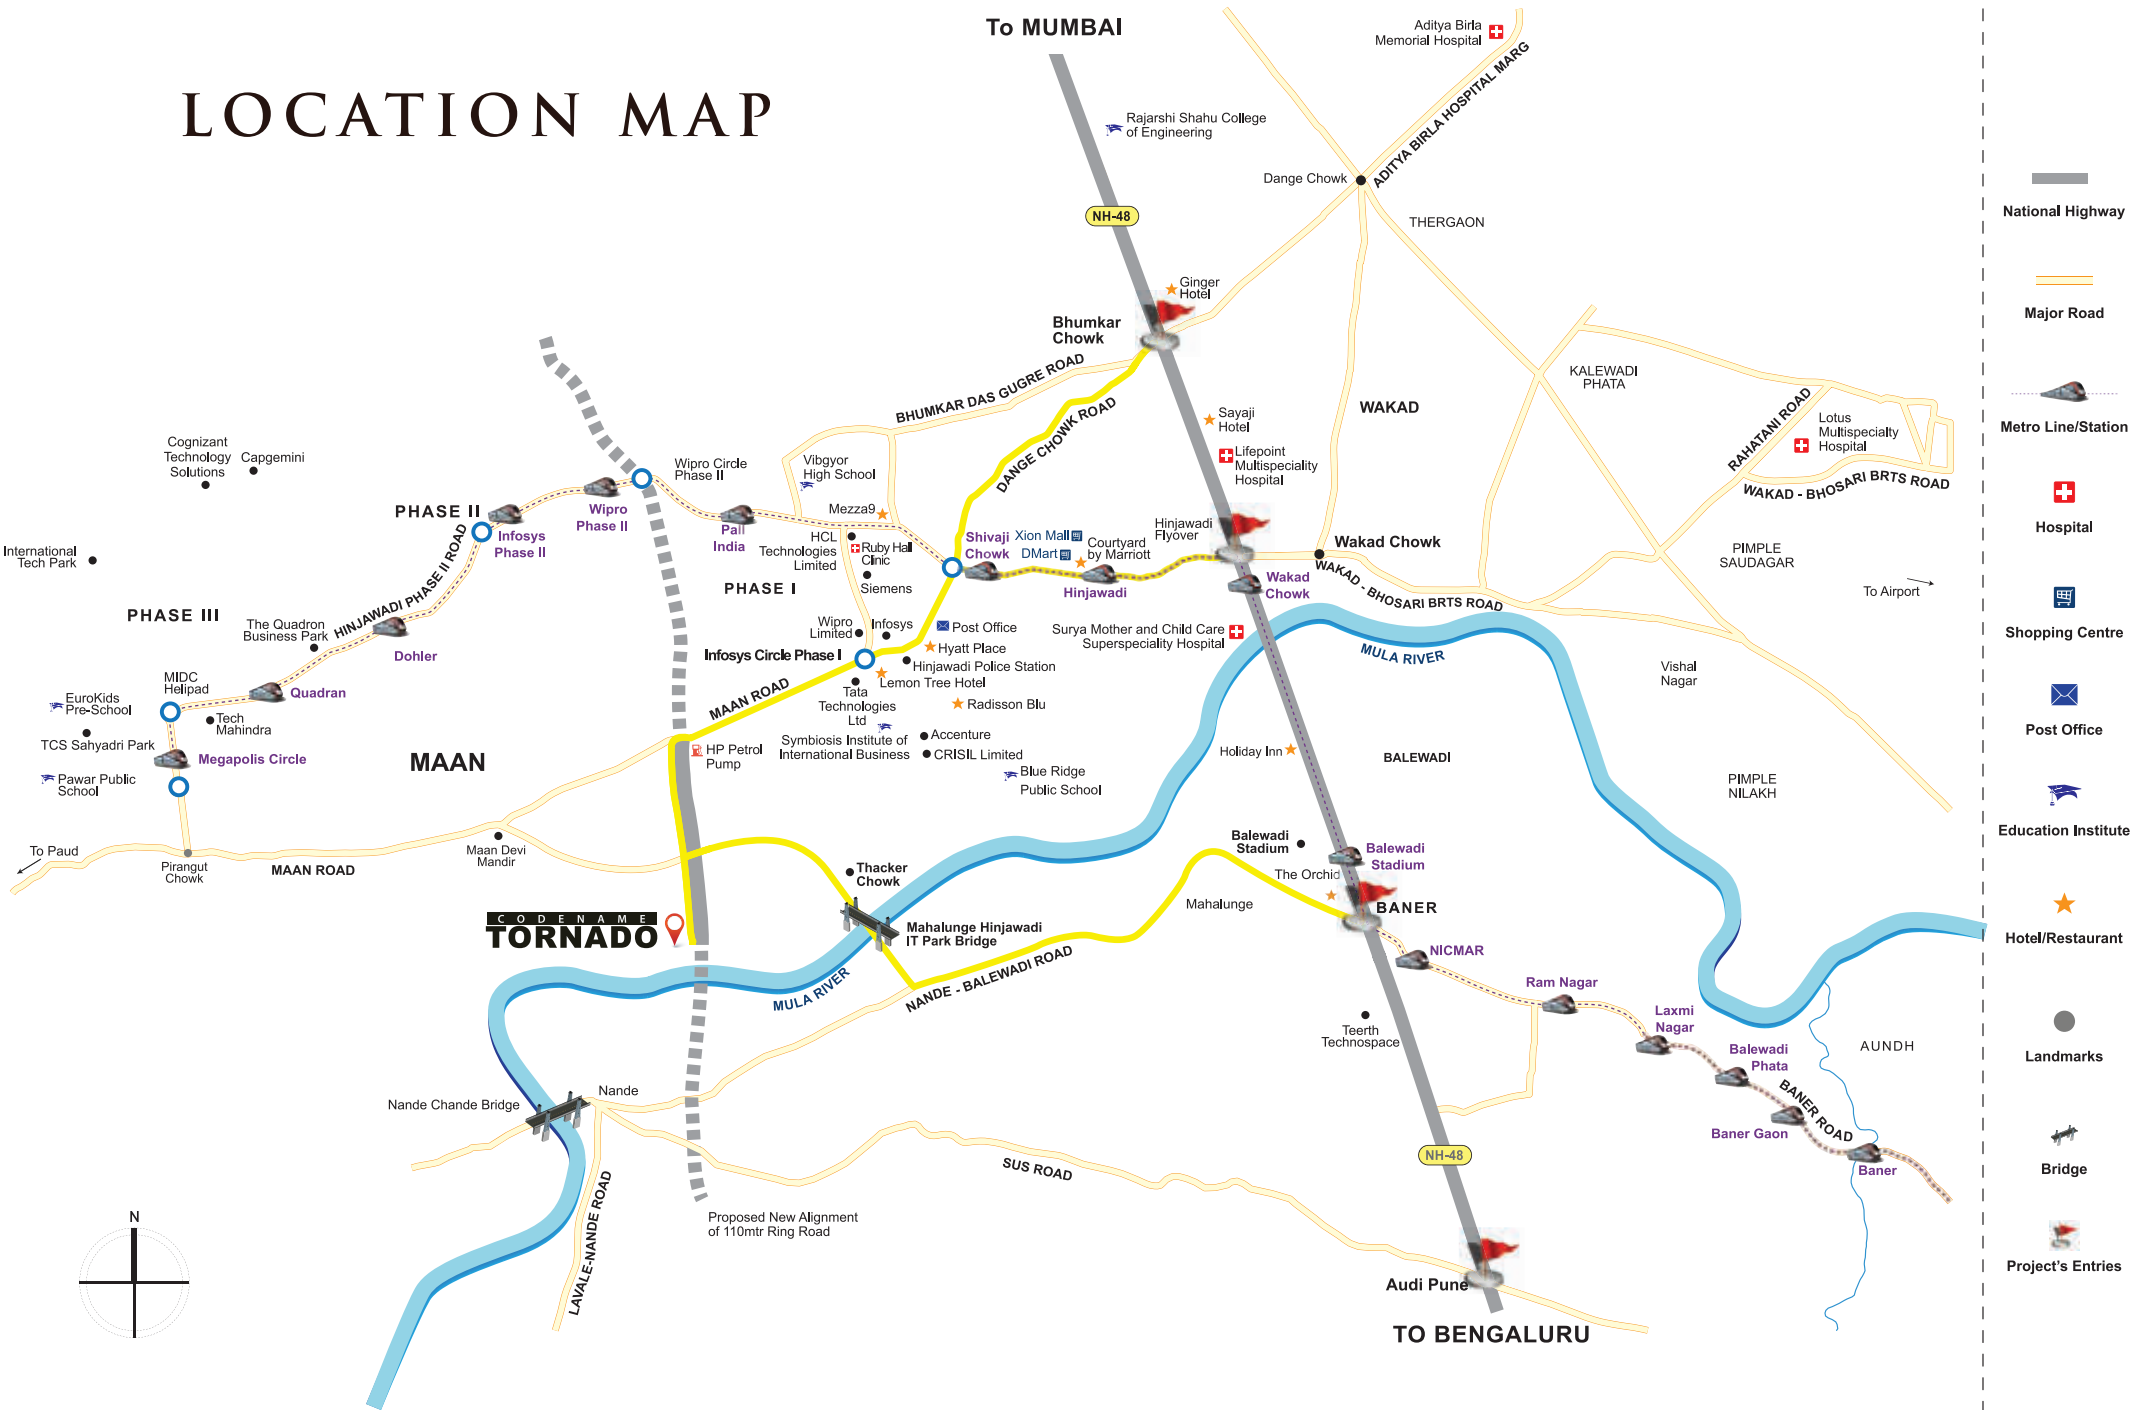 LOCATION MAP
To MUMBAI
Aditya Birla
Memorial Hospital
ADITYA BIRLA HOSPITAL MARG
Rajarshi Shahu College
of Engineering
Dange Chowk
NH-48
THERGAON
Ginger
Hotel
Bhumkar
Chowk
BHUMKAR DAS GUGRE ROAD
DANGE CHOWK ROAD
KALEWADI
PHATA
WAKAD
Sayaji
Hotel
RAHATANI ROAD
Lotus
Multispecialty
Hospital
WAKAD - BHOSARI BRTS ROAD
Lifepoint
Multispeciality
Hospital
Cognizant
Technology
Solutions
Capgemini
Wipro Circle
Phase II
Vibgyor
High School
PHASE II
Wipro
Phase II
Infosys
Phase II
Pall
India
Mezza9
HCL
Technologies
Limited
Ruby Hall
Clinic
Siemens
Shivaji
Chowk
Xion Mall
DMart
Courtyard
by Marriott
Hinjawadi
Flyover
Wakad Chowk
WAKAD - BHOSARI BRTS ROAD
PIMPLE
SAUDAGAR
To Airport
International
Tech Park
PHASE I
Hinjawadi
Wakad
Chowk
PHASE III
HINJAWADI PHASE II ROAD
The Quadron
Business Park
Dohler
Wipro
Limited
Infosys
Post Office
Surya Mother and Child Care
Superspeciality Hospital
MULA RIVER
Infosys Circle Phase I
Hyatt Place
Hinjawadi Police Station
Lemon Tree Hotel
Vishal
Nagar
MIDC
Helipad
Quadran
EuroKids
Pre-School
Tech
Mahindra
MAAN ROAD
Tata
Technologies
Ltd
Radisson Blu
TCS Sahyadri Park
Megapolis Circle
MAAN
HP Petrol
Pump
Symbiosis Institute of
International Business
Accenture
CRISIL Limited
Holiday Inn
BALEWADI
Pawar Public
School
Blue Ridge
Public School
PIMPLE
NILAKH
To Paud
Pirangut
Chowk
MAAN ROAD
Maan Devi
Mandir
Thacker
Chowk
Balewadi
Stadium
Balewadi
Stadium
The Orchid
CODENAME
TORNADO
Mahalunge
BANER
Mahalunge Hinjawadi
IT Park Bridge
MULA RIVER
NANDE - BALEWADI ROAD
NICMAR
Ram Nagar
Laxmi
Nagar
Teerth
Technospace
Balewadi
Phata
AUNDH
Nande Chande Bridge
Nande
BANER ROAD
Baner Gaon
Baner
NH-48
SUS ROAD
LAVALE-NANDE ROAD
Proposed New Alignment
of 110mtr Ring Road
N
Audi Pune
TO BENGALURU
National Highway
Major Road
Metro Line/Station
Hospital
Shopping Centre
Post Office
Education Institute
Hotel/Restaurant
Landmarks
Bridge
Project's Entries